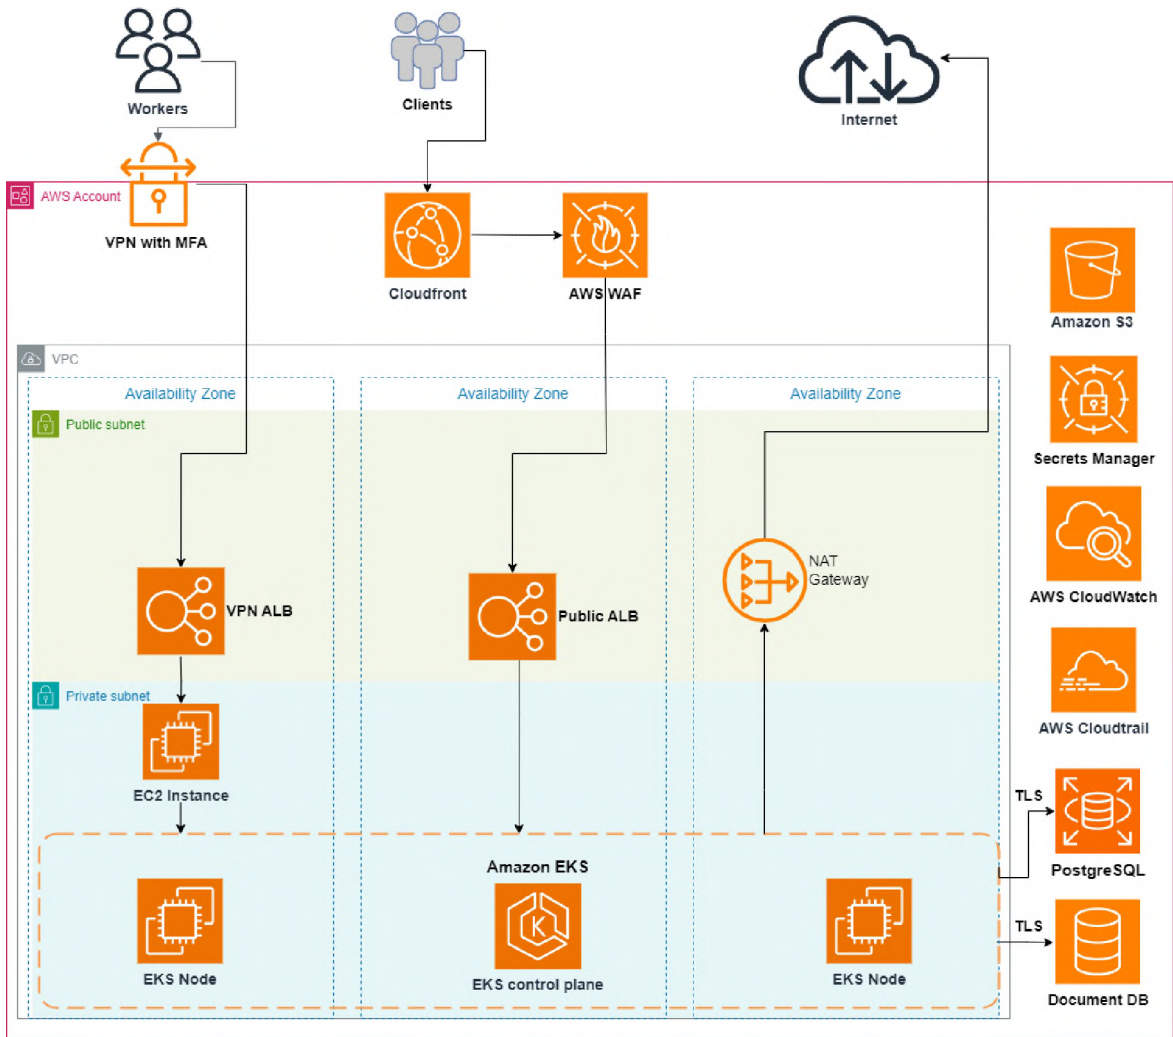 Workers
Clients
Internet
AWS Account
VPN with MFA
Cloudfront
AWS WAF
Amazon S3
VPC
Availability Zone
Availability Zone
Availability Zone
Public subnet
Secrets Manager
NAT
Gateway
AWS CloudWatch
VPN ALB
Public ALB
Private subnet
AWS Cloudtrail
EC2 Instance
TLS
PostgreSQL
Amazon EKS
K
TLS
EKS Node
EKS control plane
EKS Node
Document DB